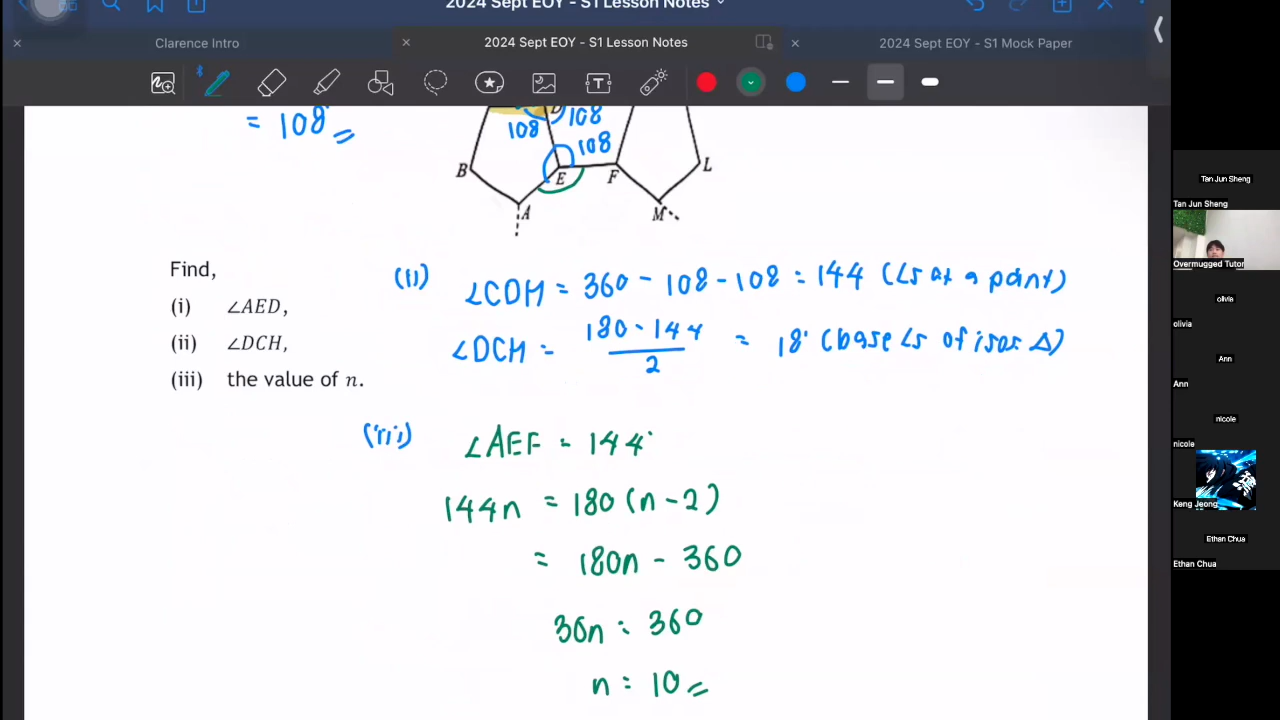 2024 Sept EOY - S1 Lesson Notes
Clarence Intro
2024 Sept EOY - S1 Lesson Notes
2024 Sept EOY - S1 Mock Paper
= 108°
D
108
108
108
B
E
F
L
A
M
Find,
(i) ∠AED,
(ii) ∠DCH,
(iii) the value of n.
(ii) ∠CDH = 360 - 108 - 108 = 144 (∠s at a point)
∠DCH = 180 - 144 / 2 = 18° (base ∠s of isos Δ)
(iii) ∠AEF = 144°
144n = 180(n-2)
= 180n - 360
36n = 360
n = 10
Tan Jun Sheng
Tan Jun Sheng
Overmugged Tutor
olivia
olivia
Ann
Ann
nicole
nicole
Keng Jeong
Ethan Chua
Ethan Chua